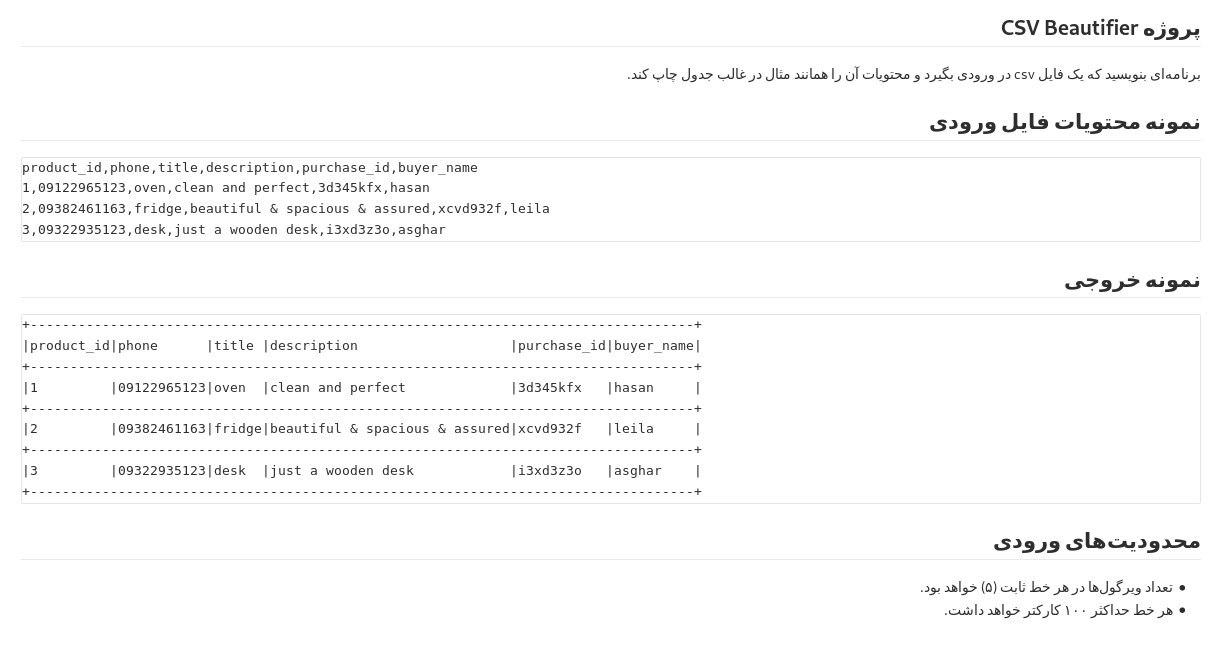 پروژه CSV Beautifier
برنامه‌ای بنویسید که یک فایل csv در ورودی بگیرد و محتویات آن را همانند مثال در غالب جدول چاپ کند.
نمونه محتویات فایل ورودی
product_id,phone,title,description,purchase_id,buyer_name
1,09122965123,oven,clean and perfect,3d345kfx,hasan
2,09382461163,fridge,beautiful & spacious & assured,xcvd932f,leila
3,09322935123,desk,just a wooden desk,i3xd3z3o,asghar
نمونه خروجی
+-----------------------------------------------------------------------------------+
|product_id|phone      |title |description                   |purchase_id|buyer_name|
+-----------------------------------------------------------------------------------+
|1         |09122965123|oven  |clean and perfect             |3d345kfx   |hasan     |
+-----------------------------------------------------------------------------------+
|2         |09382461163|fridge|beautiful & spacious & assured|xcvd932f   |leila     |
+-----------------------------------------------------------------------------------+
|3         |09322935123|desk  |just a wooden desk            |i3xd3z3o   |asghar    |
+-----------------------------------------------------------------------------------+
محدودیت‌های ورودی
• تعداد ویرگول‌ها در هر خط ثابت (۵) خواهد بود.
• هر خط حداکثر ۱۰۰ کارکتر خواهد داشت.